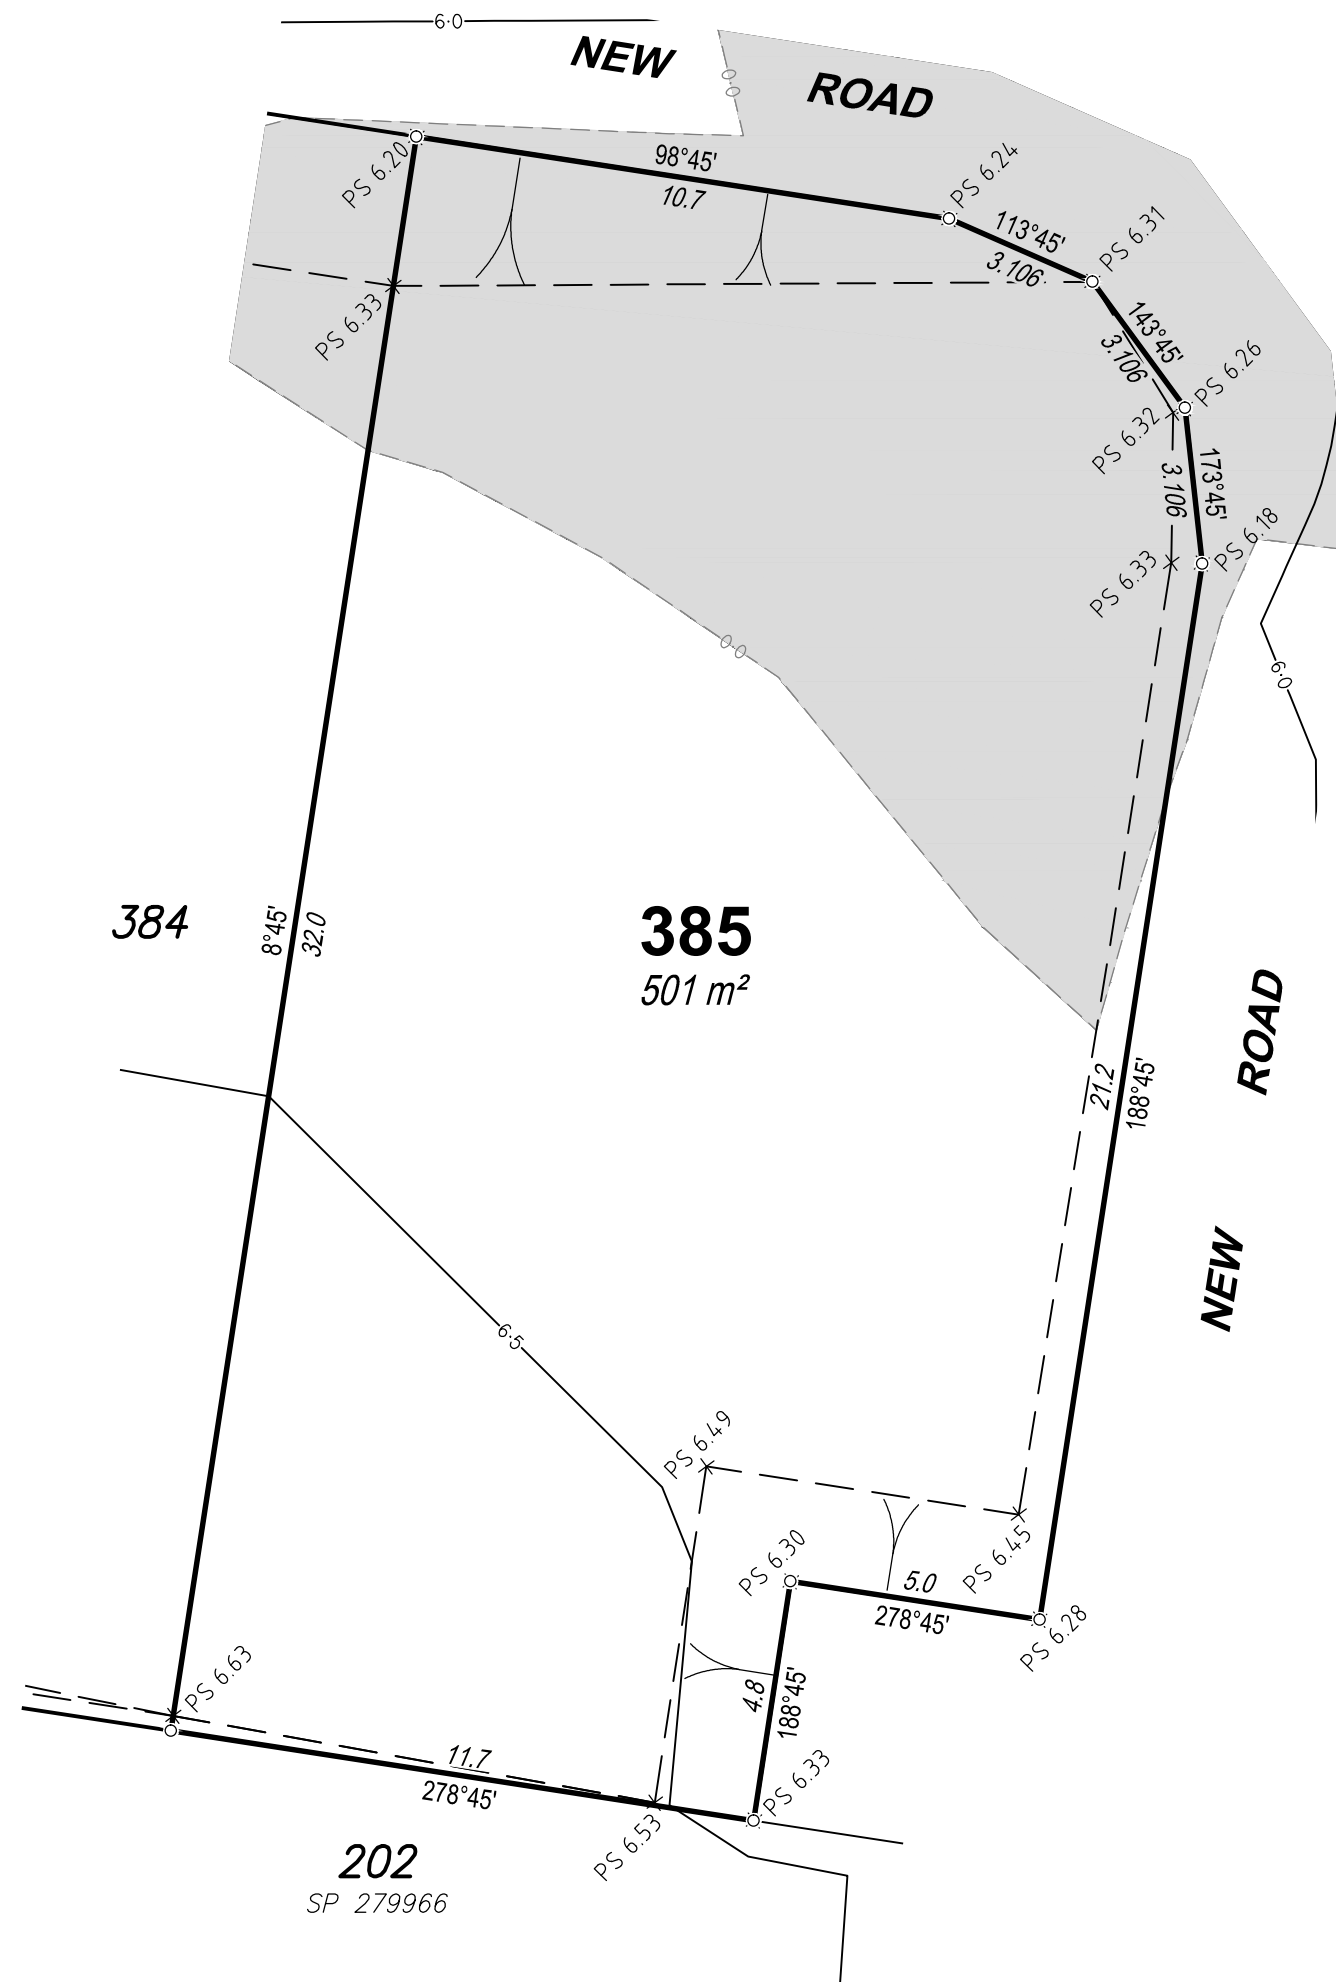 6·0
NEW ROAD
0·0
PS 6.20
98°45'
10.7
PS 6.24
113°45'
3.106
PS 6.31
PS 6.33
143°45'
3.106
PS 6.26
PS 6.32
173°45'
3.106
PS 6.18
PS 6.33
0·0
6·0
384
8°45'
32.0
385
501 m²
21.2
188°45'
NEW ROAD
6·5
PS 6.49
PS 6.45
PS 6.30
5.0
278°45'
PS 6.28
4.8
188°45'
PS 6.63
11.7
278°45'
PS 6.33
PS 6.53
202
SP 279966